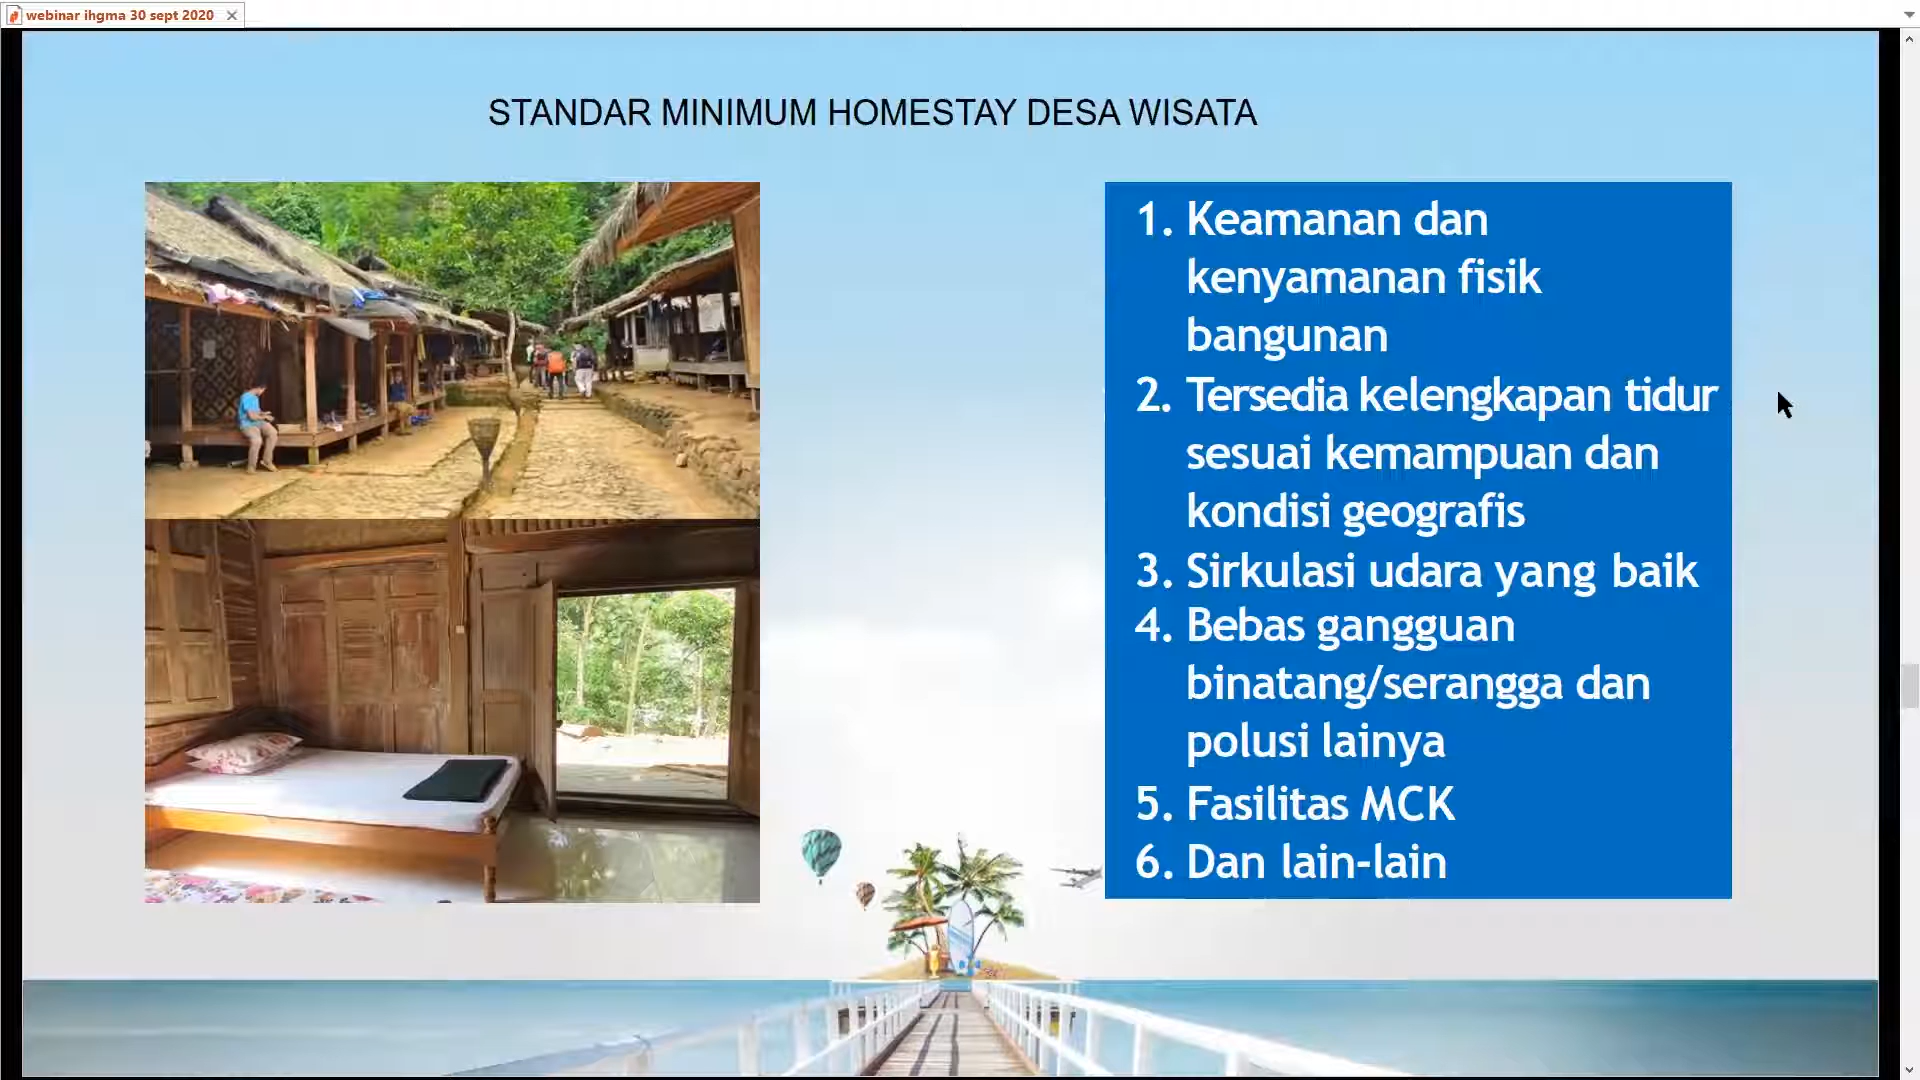 webinar ihgma 30 sept 2020
STANDAR MINIMUM HOMESTAY DESA WISATA
1. Keamanan dan
kenyamanan fisik
bangunan
2. Tersedia kelengkapan tidur
sesuai kemampuan dan
kondisi geografis
3. Sirkulasi udara yang baik
4. Bebas gangguan
binatang/serangga dan
polusi lainya
5. Fasilitas MCK
6. Dan lain-lain